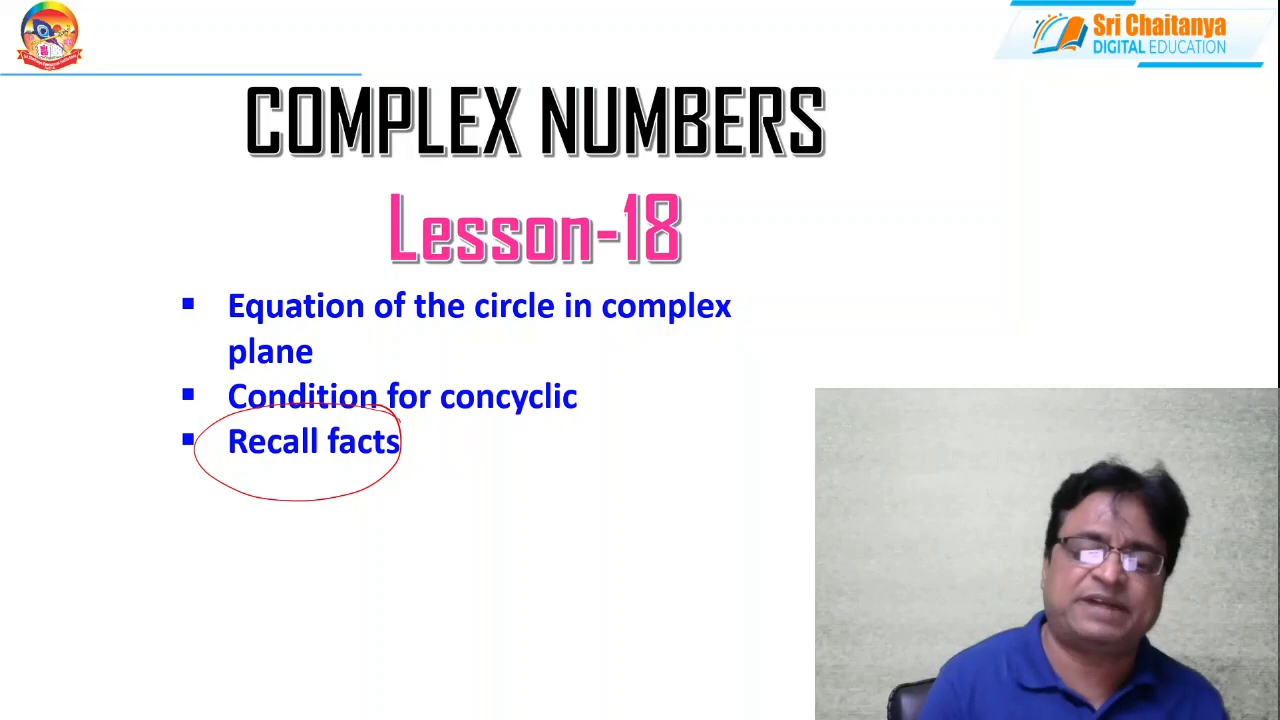 Sri Chaitanya
DIGITAL EDUCATION
COMPLEX NUMBERS
Lesson-18
▪ Equation of the circle in complex
plane
▪ Condition for concyclic
▪ Recall facts